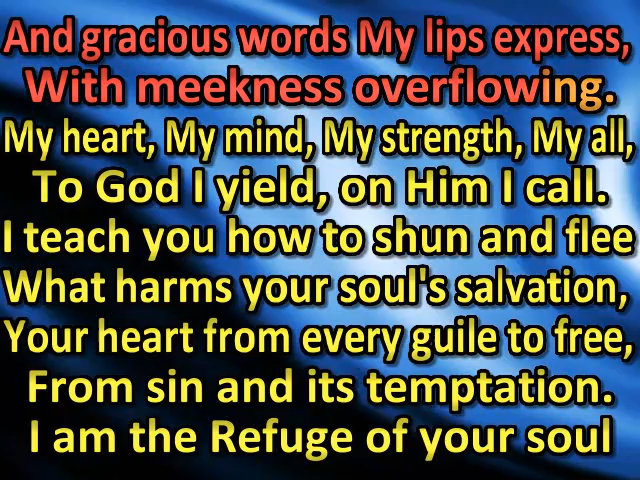 And gracious words My lips express,
With meekness overflowing.
My heart, My mind, My strength, My all,
To God I yield, on Him I call.
I teach you how to shun and flee
What harms your soul's salvation,
Your heart from every guile to free,
From sin and its temptation.
I am the Refuge of your soul